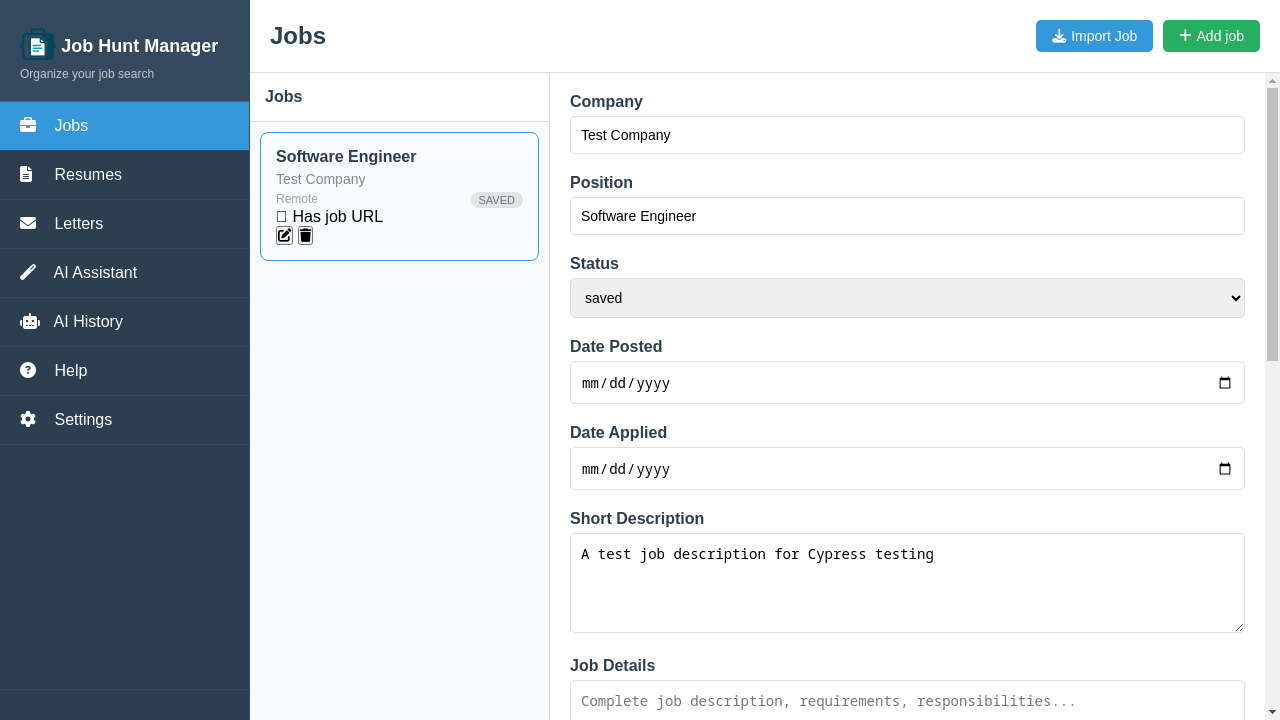 Job Hunt Manager
Organize your job search
Jobs
Resumes
Letters
AI Assistant
AI History
Help
Settings
Jobs
Import Job
Add job
Jobs
Software Engineer
Test Company
Remote
SAVED
Has job URL
Company
Test Company
Position
Software Engineer
Status
saved
Date Posted
mm/dd/yyyy
Date Applied
mm/dd/yyyy
Short Description
A test job description for Cypress testing
Job Details
Complete job description, requirements, responsibilities...